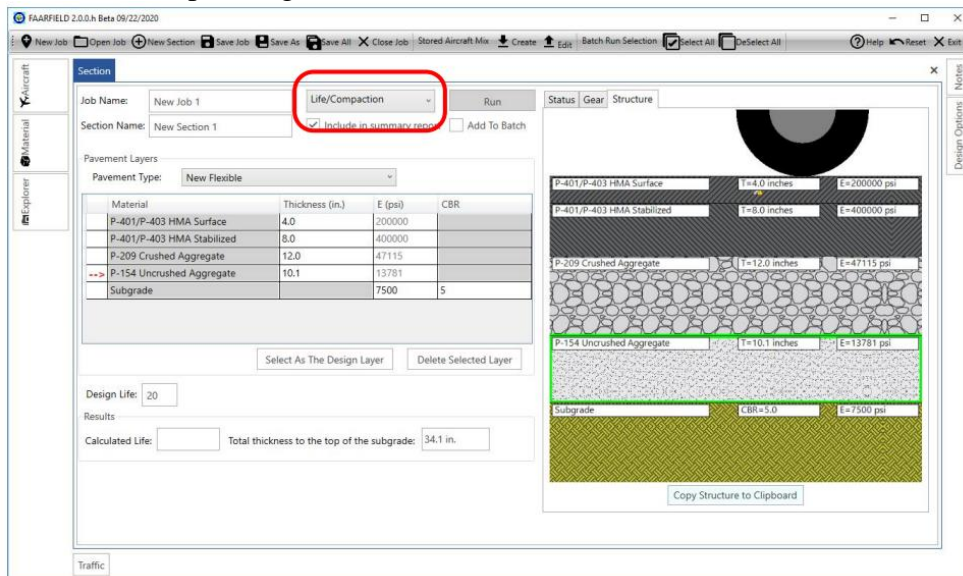 FAARFIELD 2.0.0.h Beta 09/22/2020
New Job Open Job New Section Save Job Save As Save All Close Job Stored Aircraft Mix Create Edit Batch Run Selection Select All DeSelect All Help Reset Exit
Aircraft
Material
Explorer
Section
Job Name: New Job 1 Life/Compaction Run
Section Name: New Section 1 Include in summary report Add To Batch
Pavement Layers
Pavement Type: New Flexible
Material Thickness (in.) E (psi) CBR
P-401/P-403 HMA Surface 4.0 200000
P-401/P-403 HMA Stabilized 8.0 400000
P-209 Crushed Aggregate 12.0 47115
--> P-154 Uncrushed Aggregate 10.1 13781
Subgrade 7500 5
Select As The Design Layer Delete Selected Layer
Design Life: 20
Results
Calculated Life: Total thickness to the top of the subgrade: 34.1 in.
Status Gear Structure
P-401/P-403 HMA Surface T=4.0 inches E=200000 psi
P-401/P-403 HMA Stabilized T=8.0 inches E=400000 psi
P-209 Crushed Aggregate T=12.0 inches E=47115 psi
P-154 Uncrushed Aggregate T=10.1 inches E=13781 psi
Subgrade CBR=5.0 E=7500 psi
Copy Structure to Clipboard
Notes
Design Options
Traffic